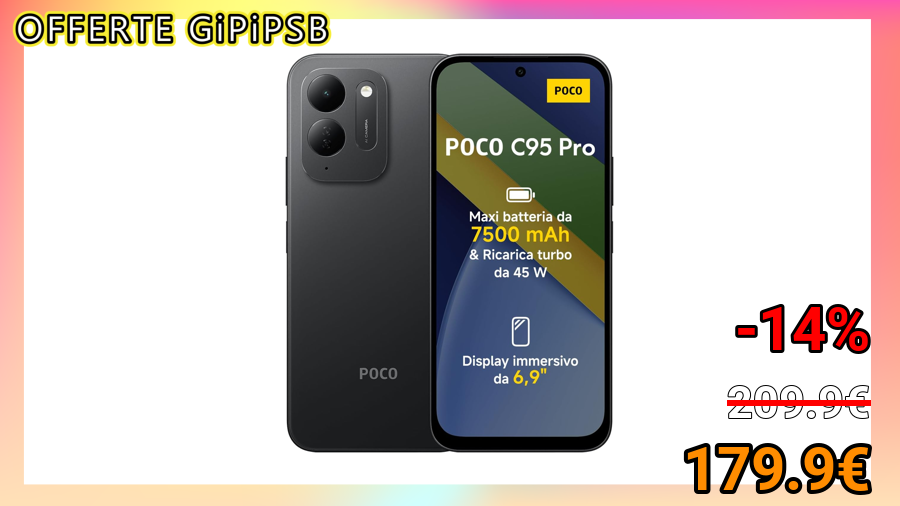 OFFERTE GiPiPSB
POCO
POCO C95 Pro
Maxi batteria da
7500 mAh
& Ricarica turbo
da 45 W
Display immersivo
da 6,9"
POCO
-14%
209.9€
179.9€